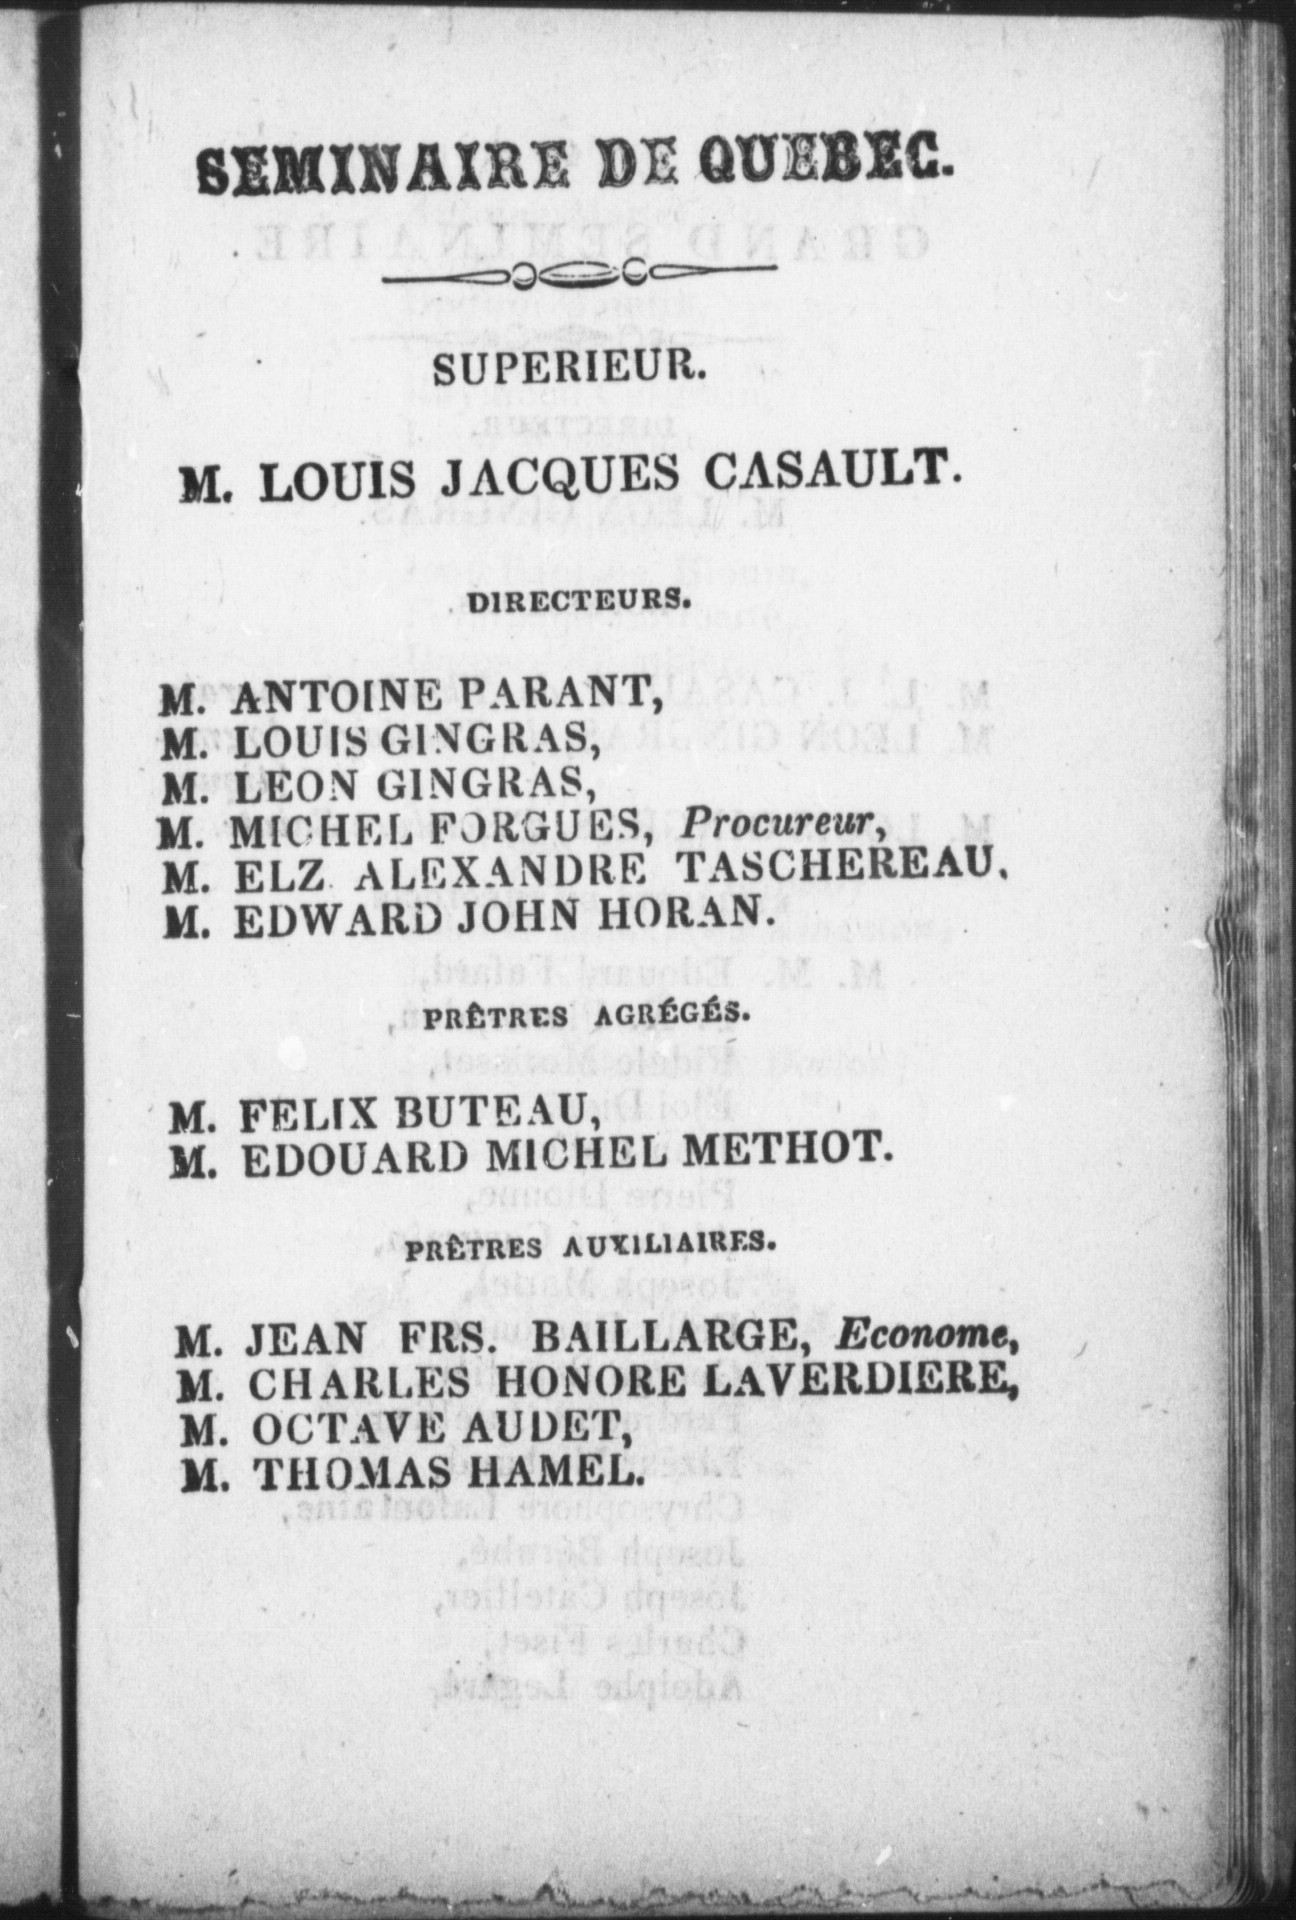 SEMINAIRE DE QUEBEC.
SUPERIEUR.
M. LOUIS JACQUES CASAULT.
DIRECTEURS.
M. ANTOINE PARANT,
M. LOUIS GINGRAS,
M. LEON GINGRAS,
M. MICHEL FORGUES, Procureur,
M. ELZ. ALEXANDRE TASCHEREAU,
M. EDWARD JOHN HORAN.
PRÊTRES AGRÉGÉS.
M. FELIX BUTEAU,
M. EDOUARD MICHEL METHOT.
PRÊTRES AUXILIAIRES.
M. JEAN FRS. BAILLARGE, Econome,
M. CHARLES HONORE LAVERDIERE,
M. OCTAVE AUDET,
M. THOMAS HAMEL.